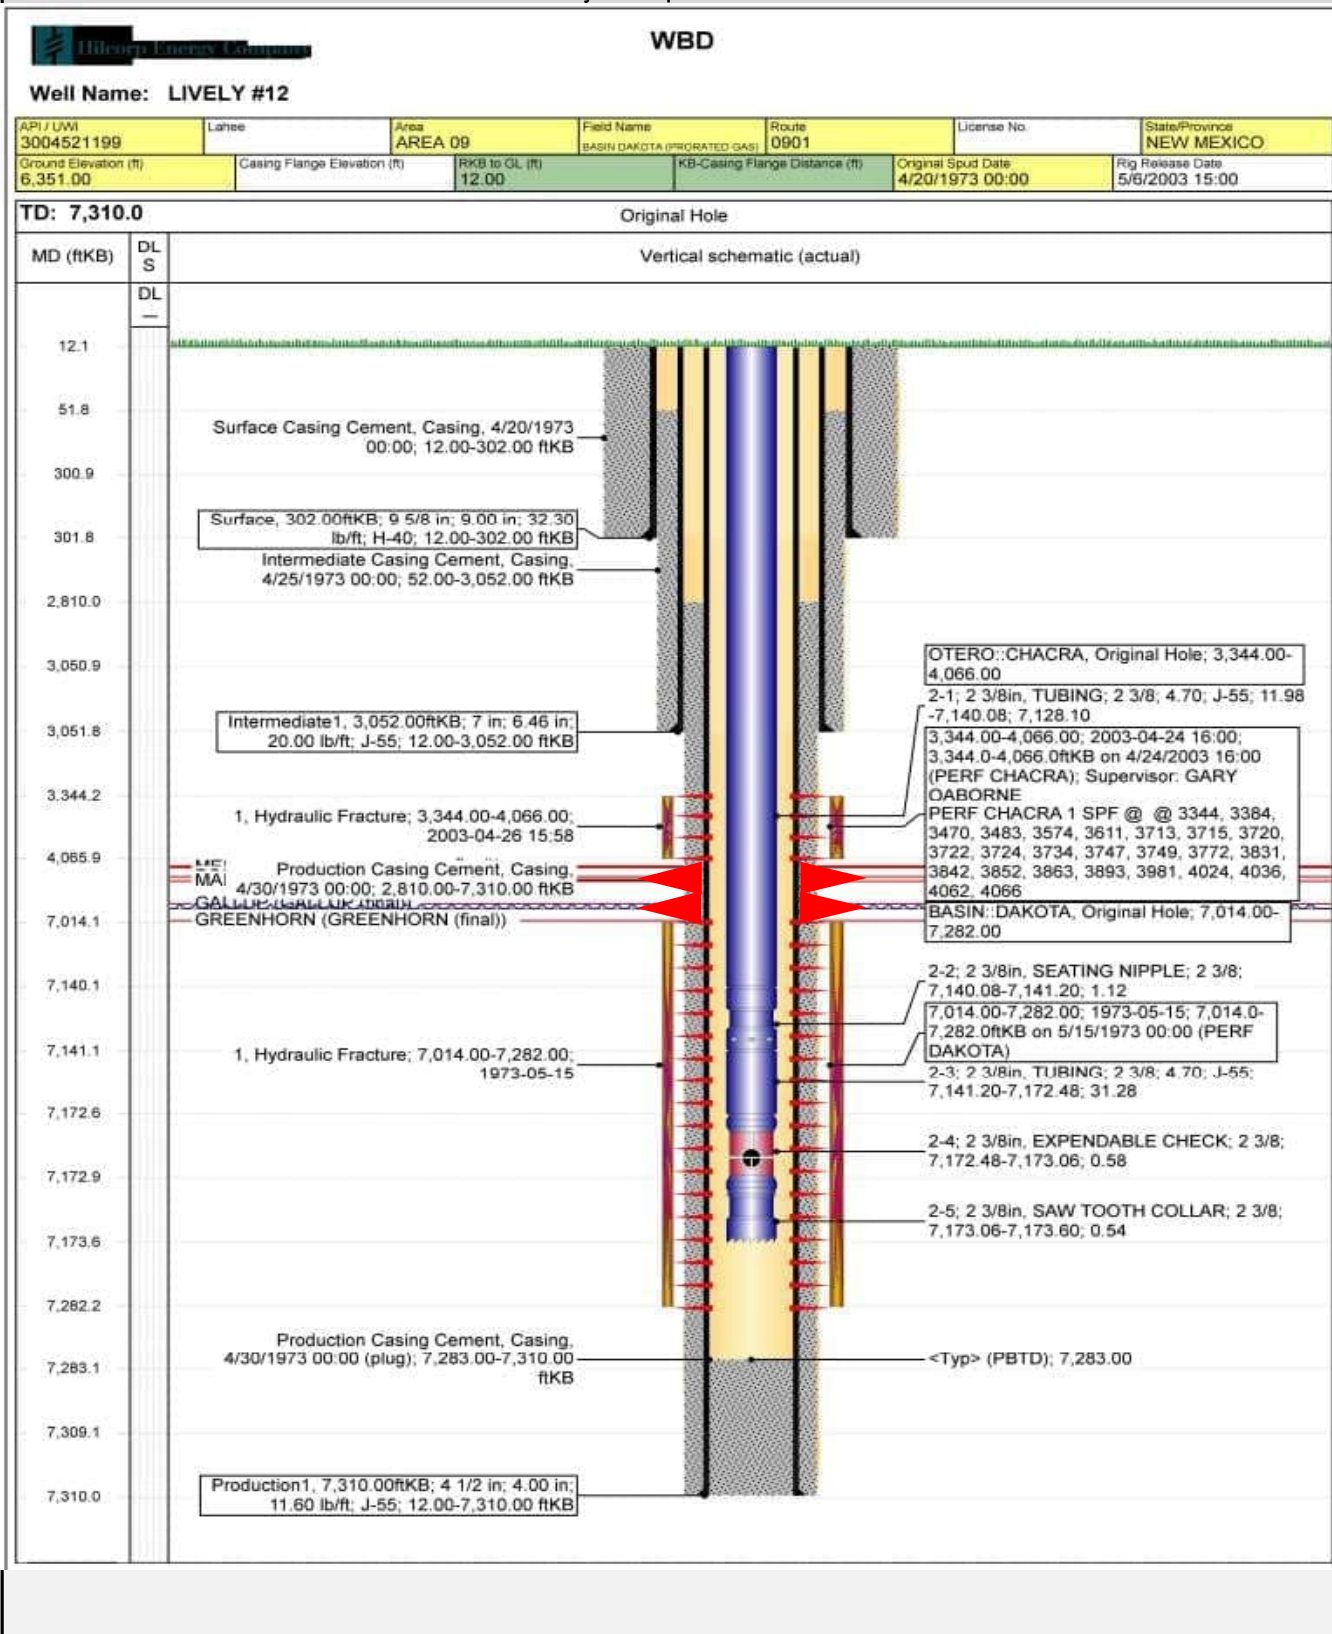 Hilcorp Energy Company
WBD
Well Name: LIVELY #12
API / UWI
3004521199
Lahee
Area
AREA 09
Field Name
BASIN DAKOTA (PRORATED GAS)
Route
0901
License No.
State/Province
NEW MEXICO
Ground Elevation (ft)
6,351.00
Casing Flange Elevation (ft)
RKB to GL (ft)
12.00
KB-Casing Flange Distance (ft)
Original Spud Date
4/20/1973 00:00
Rig Release Date
5/6/2003 15:00
TD: 7,310.0
Original Hole
MD (ftKB)
DL
S
Vertical schematic (actual)
DL
—
12.1
51.8
300.9
301.8
2,810.0
3,050.9
3,051.8
3,344.2
4,065.9
7,014.1
7,140.1
7,141.1
7,172.6
7,172.9
7,173.6
7,282.2
7,283.1
7,309.1
7,310.0
Surface Casing Cement, Casing, 4/20/1973
00:00; 12.00-302.00 ftKB
Surface, 302.00ftKB; 9 5/8 in; 9.00 in; 32.30
lb/ft; H-40; 12.00-302.00 ftKB
Intermediate Casing Cement, Casing,
4/25/1973 00:00; 52.00-3,052.00 ftKB
Intermediate1, 3,052.00ftKB; 7 in; 6.46 in;
20.00 lb/ft; J-55; 12.00-3,052.00 ftKB
1, Hydraulic Fracture; 3,344.00-4,066.00;
2003-04-26 15:58
Production Casing Cement, Casing,
4/30/1973 00:00; 2,810.00-7,310.00 ftKB
MAI
GALLUP (GALLUP (final))
GREENHORN (GREENHORN (final))
1, Hydraulic Fracture; 7,014.00-7,282.00;
1973-05-15
Production Casing Cement, Casing,
4/30/1973 00:00 (plug); 7,283.00-7,310.00
ftKB
Production1, 7,310.00ftKB; 4 1/2 in; 4.00 in;
11.60 lb/ft; J-55; 12.00-7,310.00 ftKB
OTERO::CHACRA, Original Hole; 3,344.00-
4,066.00
2-1; 2 3/8in, TUBING; 2 3/8; 4.70; J-55; 11.98
-7,140.08; 7,128.10
3,344.00-4,066.00; 2003-04-24 16:00;
3,344.0-4,066.0ftKB on 4/24/2003 16:00
(PERF CHACRA); Supervisor: GARY
OABORNE
PERF CHACRA 1 SPF @ @ 3344, 3384,
3470, 3483, 3574, 3611, 3713, 3715, 3720,
3722, 3724, 3734, 3747, 3749, 3772, 3831,
3842, 3852, 3863, 3893, 3981, 4024, 4036,
4062, 4066
BASIN::DAKOTA, Original Hole; 7,014.00-
7,282.00
2-2; 2 3/8in, SEATING NIPPLE; 2 3/8;
7,140.08-7,141.20; 1.12
7,014.00-7,282.00; 1973-05-15; 7,014.0-
7,282.0ftKB on 5/15/1973 00:00 (PERF
DAKOTA)
2-3; 2 3/8in, TUBING; 2 3/8; 4.70; J-55;
7,141.20-7,172.48; 31.28
2-4; 2 3/8in, EXPENDABLE CHECK; 2 3/8;
7,172.48-7,173.06; 0.58
2-5; 2 3/8in, SAW TOOTH COLLAR; 2 3/8;
7,173.06-7,173.60; 0.54
<Typ> (PBTD); 7,283.00